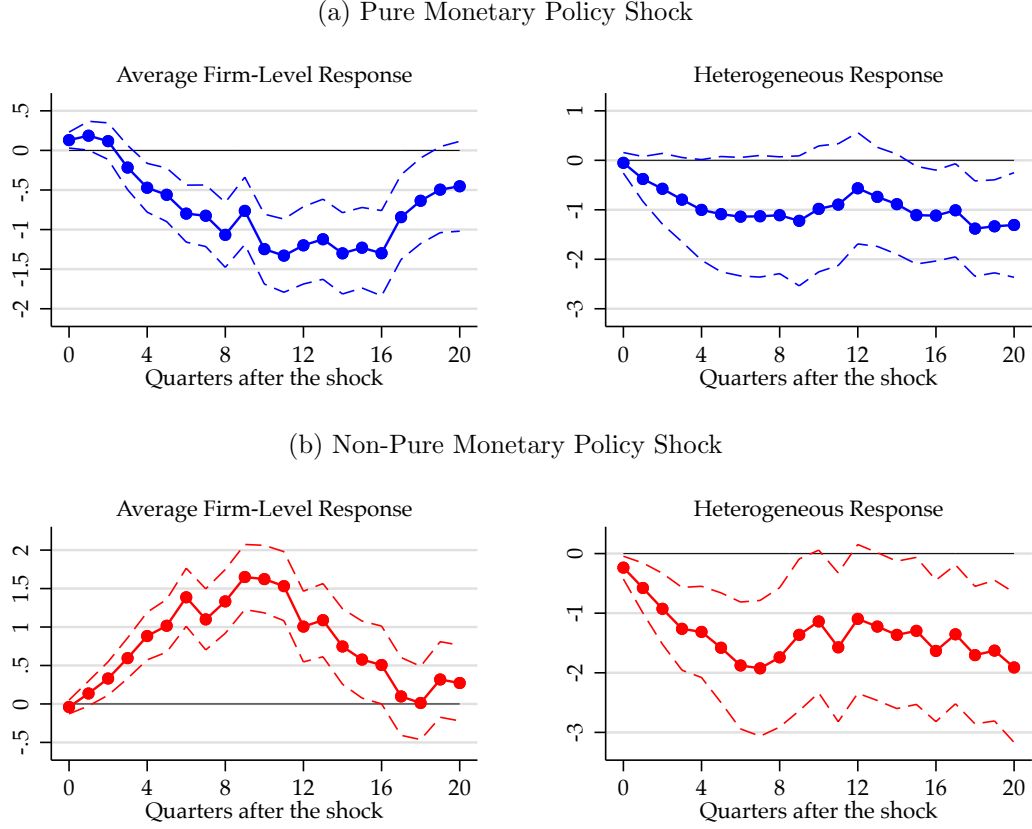 (a) Pure Monetary Policy Shock
Average Firm-Level Response
.5
0
-.5
-1
-1.5
-2
0 4 8 12 16 20
Quarters after the shock
Heterogeneous Response
1
0
-1
-2
-3
0 4 8 12 16 20
Quarters after the shock
(b) Non-Pure Monetary Policy Shock
Average Firm-Level Response
2
1.5
1
.5
0
-.5
0 4 8 12 16 20
Quarters after the shock
Heterogeneous Response
0
-1
-2
-3
0 4 8 12 16 20
Quarters after the shock